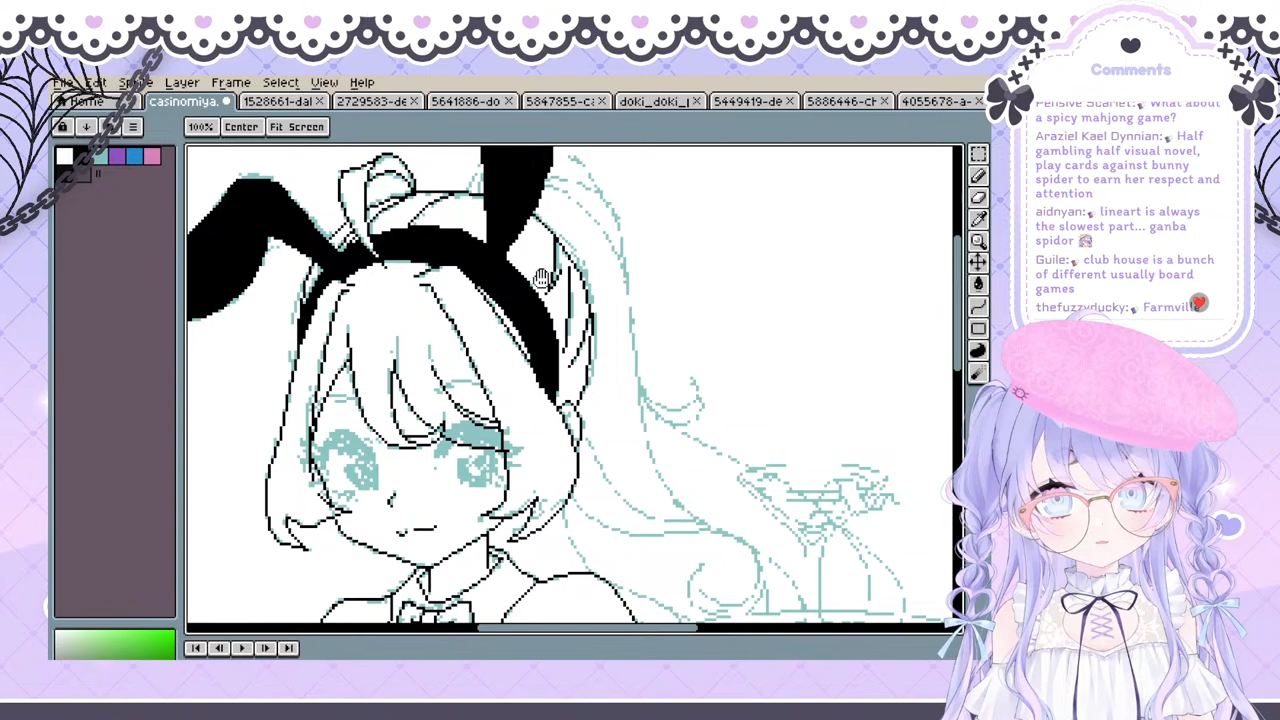 File Edit Sprite Layer Frame Select View Help
Home casinomiya. 1528661-dal 2729583-de 5641886-do 5847855-ca doki_doki_ 5449419-de 5886446-ch 4055678-a-
100% Center Fit Screen
Comments
Pensive Scarlet: What about
a spicy mahjong game?
Araziel Kael Dynnian: Half
gambling half visual novel,
play cards against bunny
spider to earn her respect and
attention
aidnyan: lineart is always
the slowest part... ganba
spidor
Guile: club house is a bunch
of different usually board
games
thefuzzyducky: Farmville